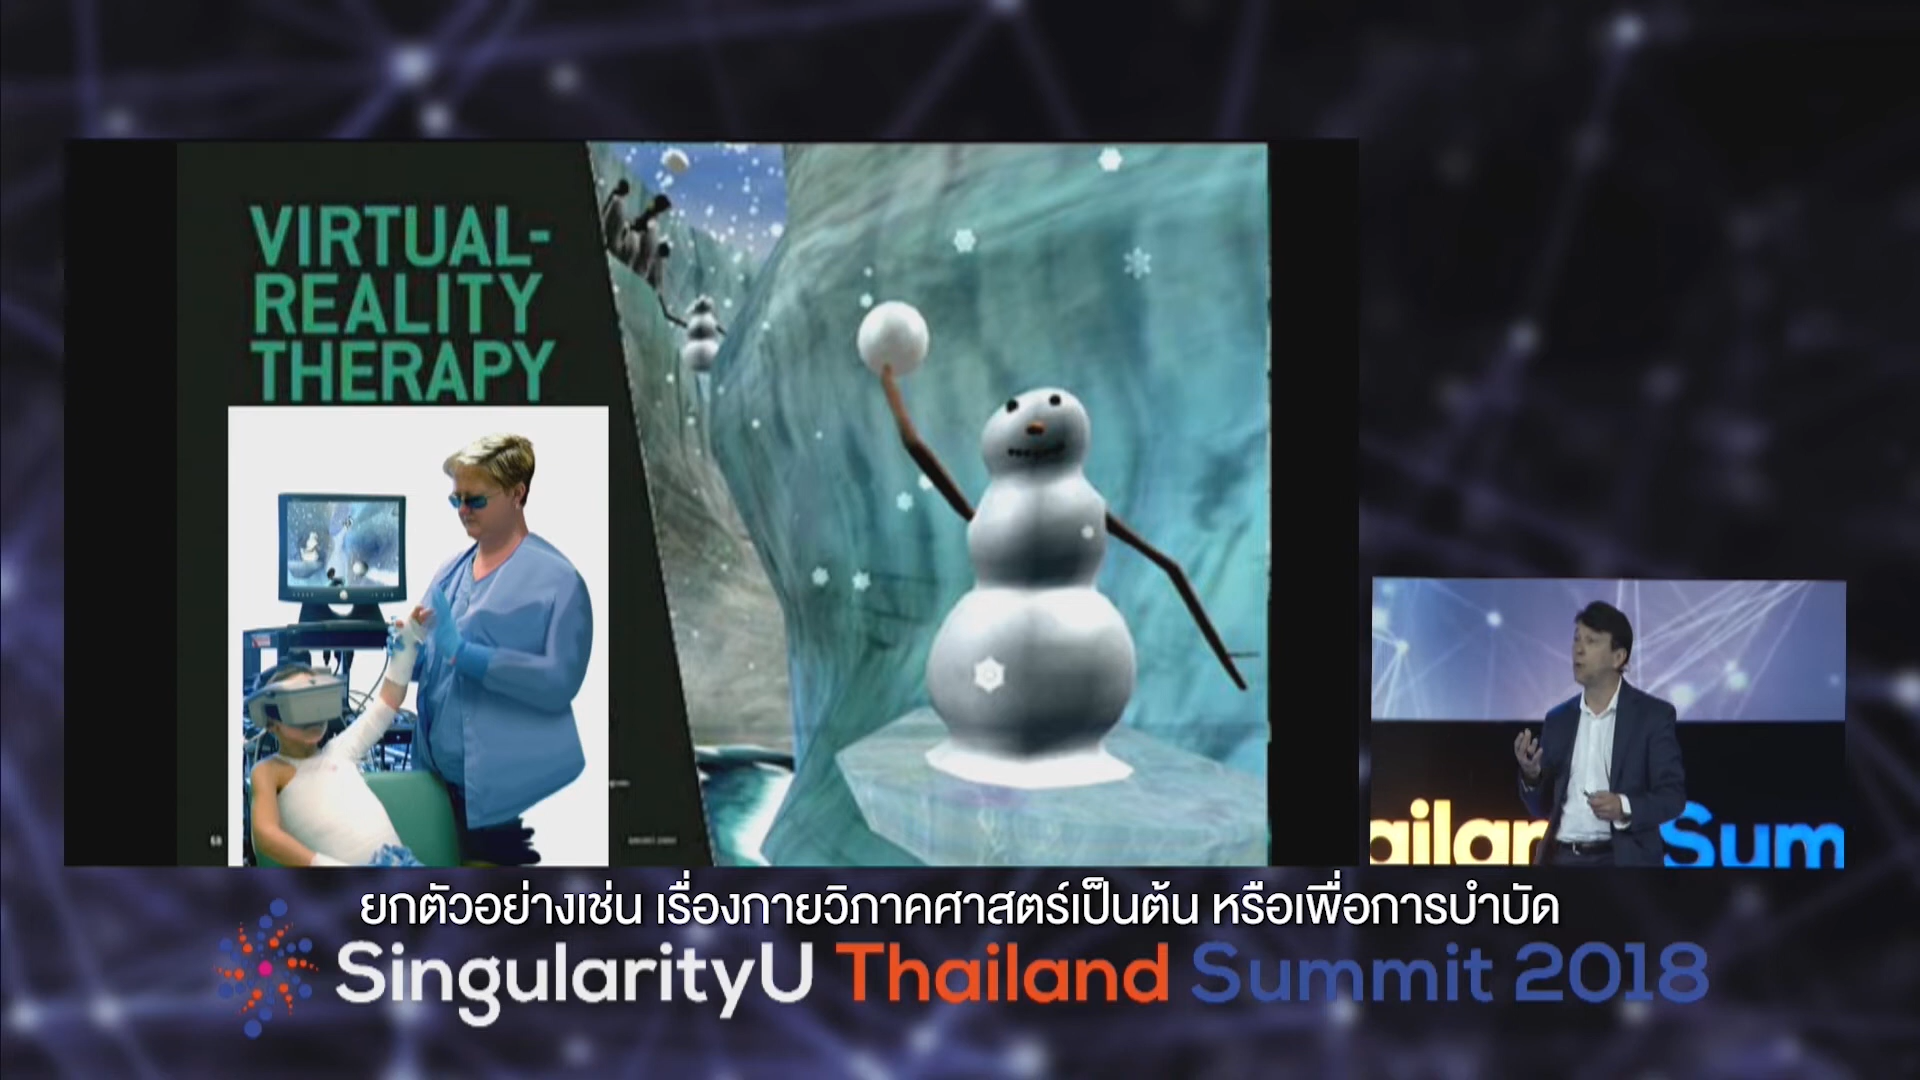 VIRTUAL-
REALITY
THERAPY
ailan Sum
ยกตัวอย่างเช่น เรื่องกายวิภาคศาสตร์เป็นต้น หรือเพื่อการบำบัด
SingularityU Thailand Summit 2018